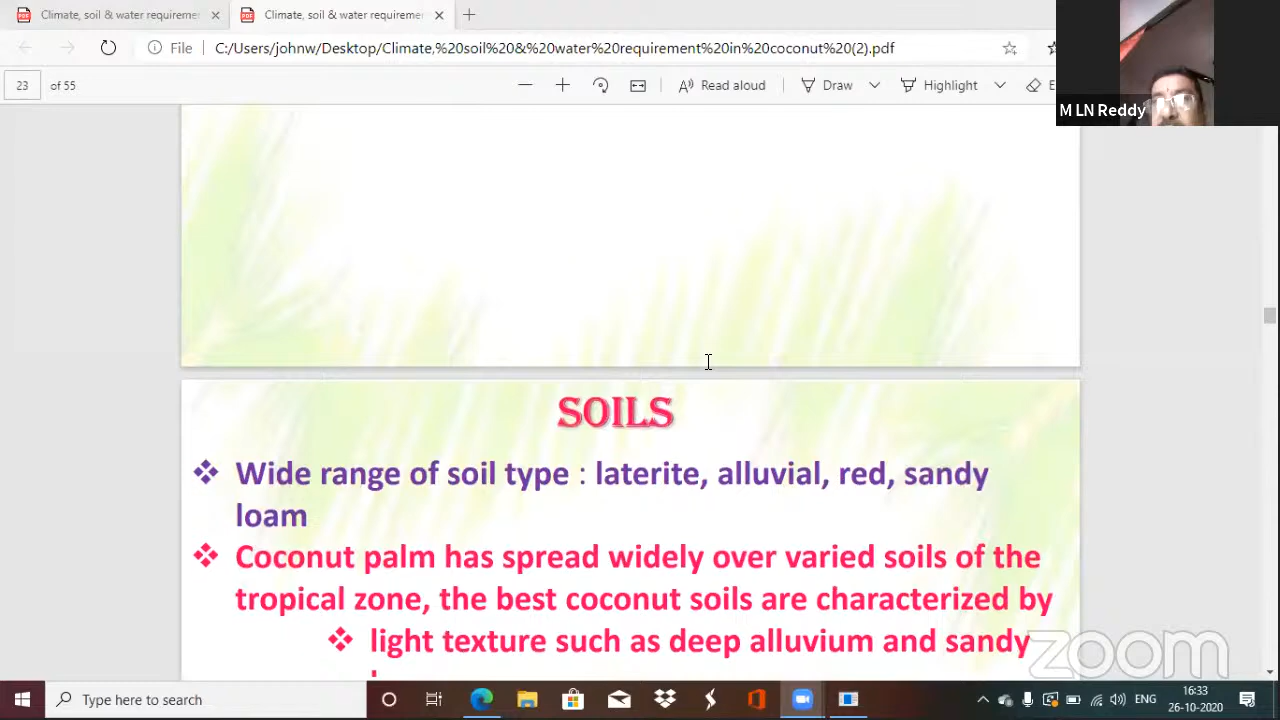 Climate, soil & water requiremen
Climate, soil & water requiremen
File
C:/Users/johnw/Desktop/Climate,%20soil%20&%20water%20requirement%20in%20coconut%20(2).pdf
23 of 55
Read aloud
Draw
Highlight
E
M LN Reddy
SOILS
Wide range of soil type : laterite, alluvial, red, sandy
loam
Coconut palm has spread widely over varied soils of the
tropical zone, the best coconut soils are characterized by
light texture such as deep alluvium and sandy
zoom
Type here to search
ENG
16:33
26-10-2020